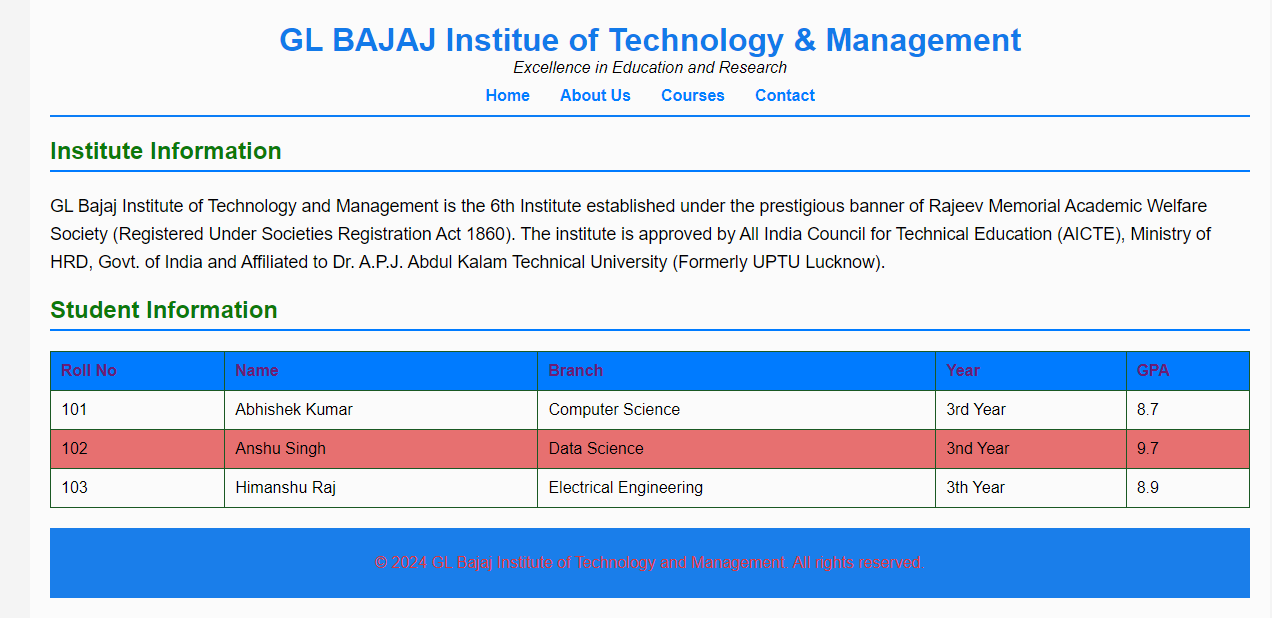 GL BAJAJ Institue of Technology & Management
Excellence in Education and Research
Home About Us Courses Contact
Institute Information
GL Bajaj Institute of Technology and Management is the 6th Institute established under the prestigious banner of Rajeev Memorial Academic Welfare
Society (Registered Under Societies Registration Act 1860). The institute is approved by All India Council for Technical Education (AICTE), Ministry of
HRD, Govt. of India and Affiliated to Dr. A.P.J. Abdul Kalam Technical University (Formerly UPTU Lucknow).
Student Information
Roll No Name Branch Year GPA
101 Abhishek Kumar Computer Science 3rd Year 8.7
102 Anshu Singh Data Science 3nd Year 9.7
103 Himanshu Raj Electrical Engineering 3th Year 8.9
© 2024 GL Bajaj Institute of Technology and Management. All rights reserved.